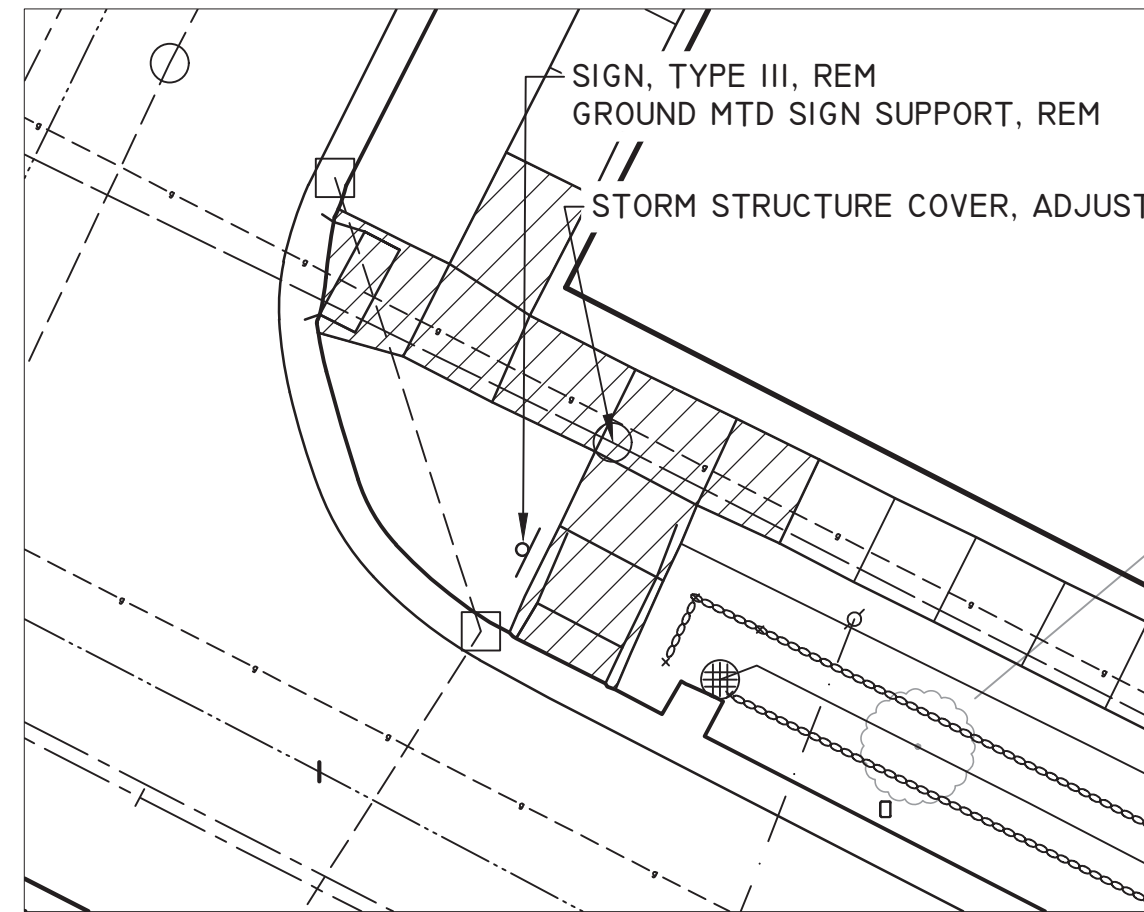 SIGN, TYPE III, REM
GROUND MTD SIGN SUPPORT, REM
STORM STRUCTURE COVER, ADJUST